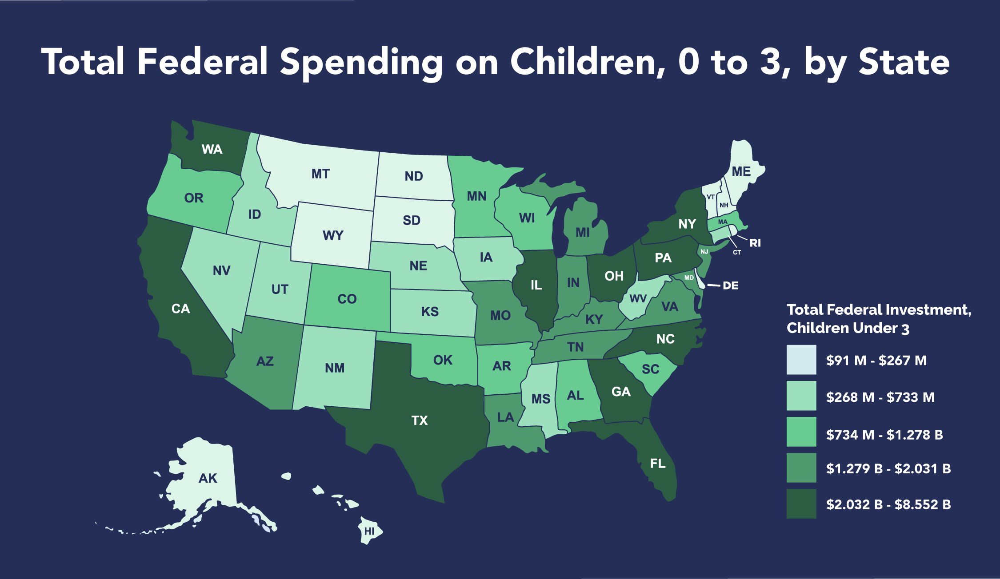 Total Federal Spending on Children, 0 to 3, by State
WA
MT
ND
ME
OR
MN
VT
NH
ID
SD
WI
NY
MA
WY
MI
RI
CT
NJ
IA
PA
NV
NE
OH
MD
DE
UT
IL
IN
CO
WV
CA
KS
MO
KY
VA
NC
TN
AZ
NM
OK
AR
SC
MS
AL
GA
TX
LA
FL
AK
HI
Total Federal Investment,
Children Under 3
$91 M - $267 M
$268 M - $733 M
$734 M - $1.278 B
$1.279 B - $2.031 B
$2.032 B - $8.552 B